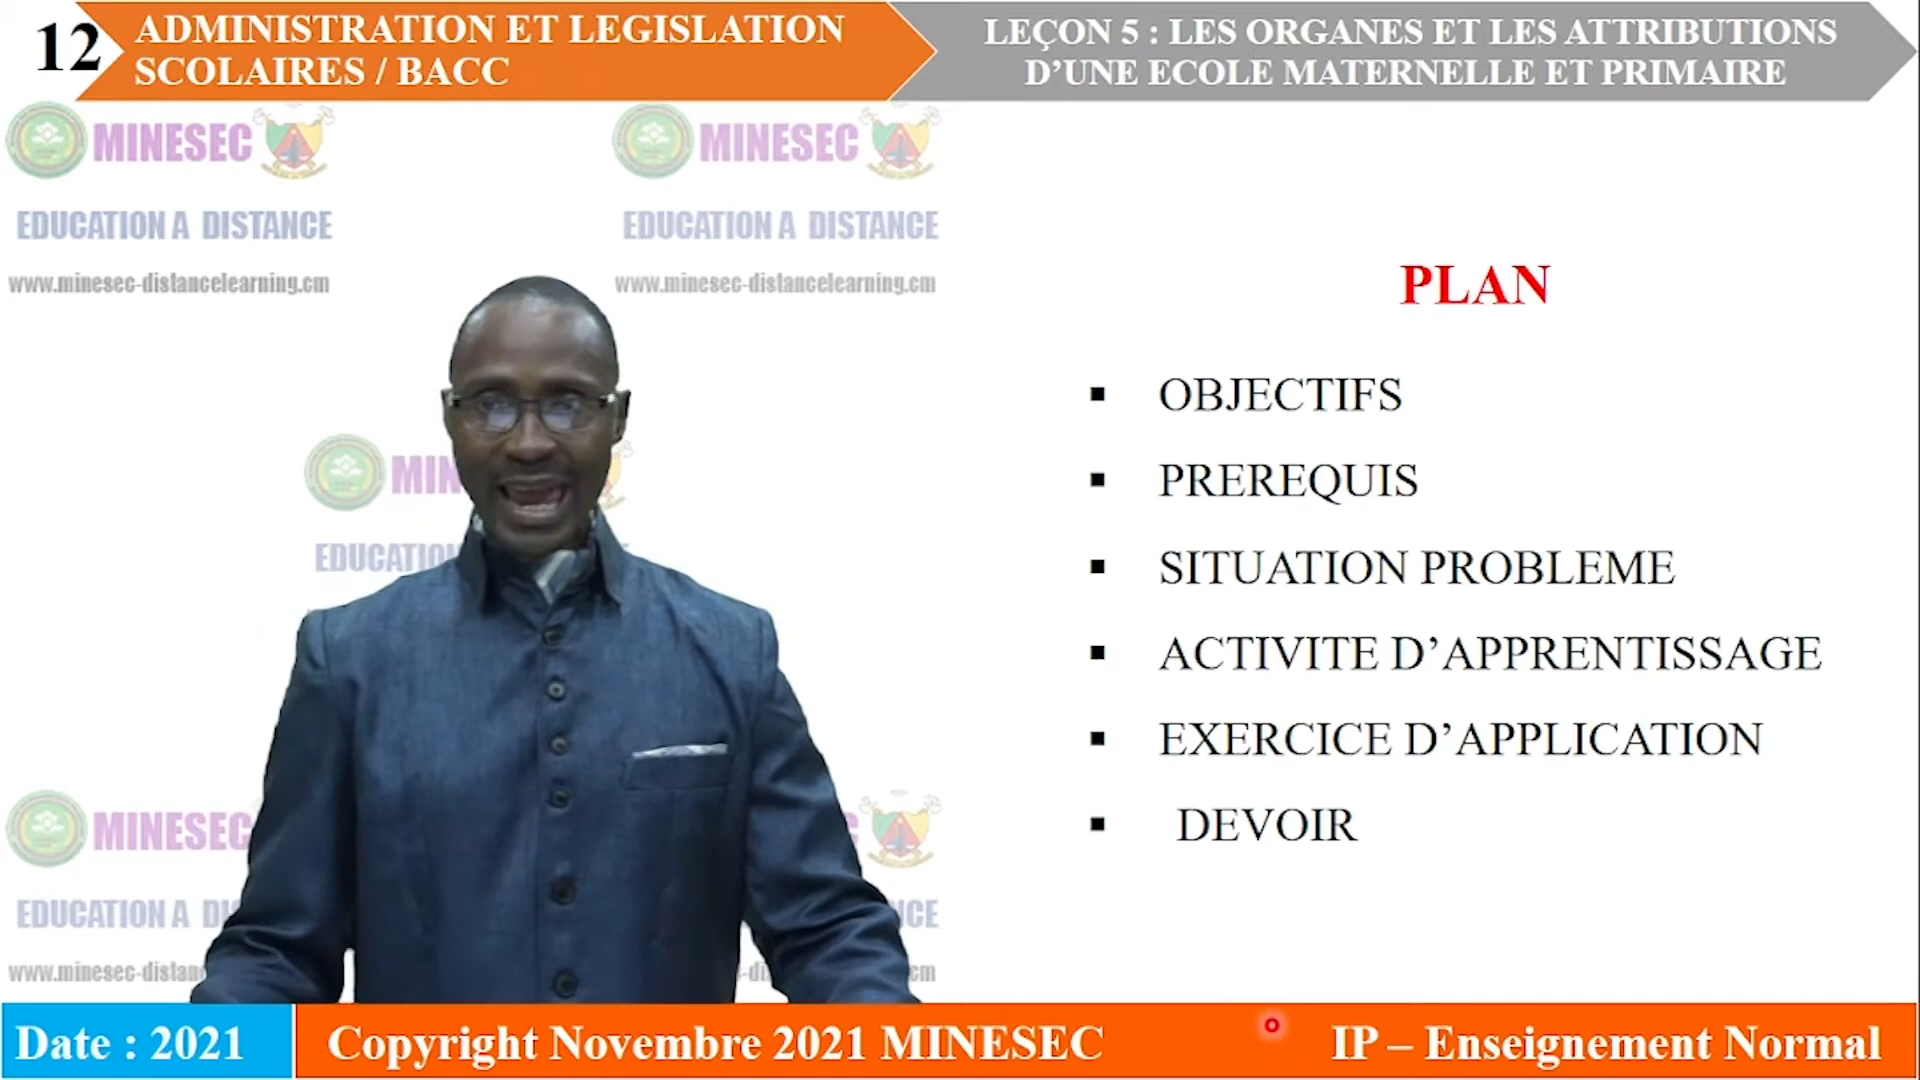 12
ADMINISTRATION ET LEGISLATION
SCOLAIRES / BACC
LEÇON 5 : LES ORGANES ET LES ATTRIBUTIONS
D’UNE ECOLE MATERNELLE ET PRIMAIRE
MINESEC
MINESEC
EDUCATION A DISTANCE
EDUCATION A DISTANCE
www.minesec-distancelearning.cm
www.minesec-distancelearning.cm
PLAN
▪ OBJECTIFS
▪ PREREQUIS
▪ SITUATION PROBLEME
▪ ACTIVITE D’APPRENTISSAGE
▪ EXERCICE D’APPLICATION
▪ DEVOIR
MINESEC
EDUCATION A
Date : 2021
Copyright Novembre 2021 MINESEC
IP – Enseignement Normal